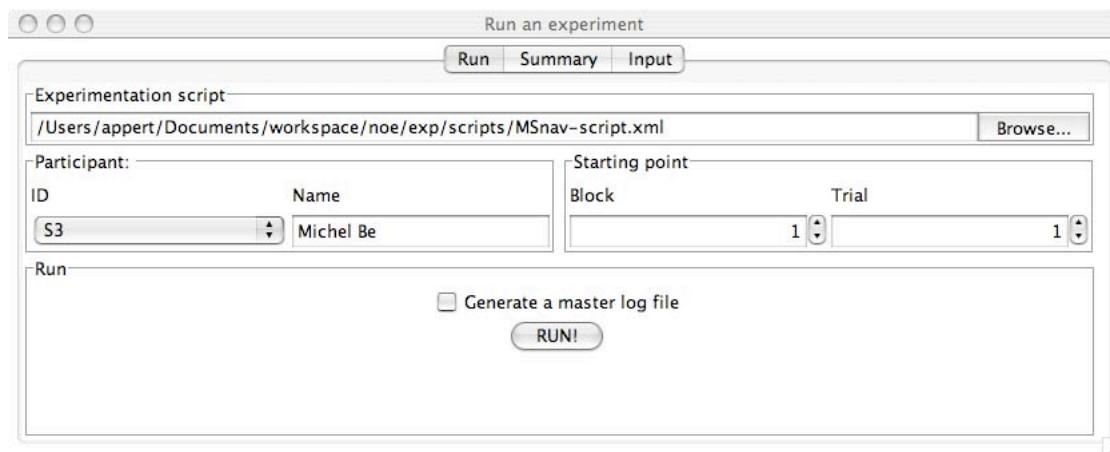 Run an experiment
Run Summary Input
Experimentation script
/Users/appert/Documents/workspace/noe/exp/scripts/MSnav-script.xml Browse...
Participant: Starting point
ID Name Block Trial
S3 Michel Be 1 1
Run
Generate a master log file
RUN!